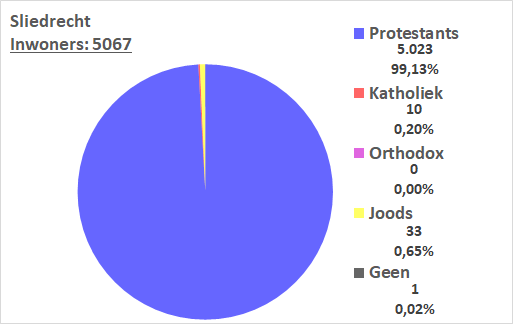 Sliedrecht
Inwoners: 5067
Protestants
5.023
99,13%
Katholiek
10
0,20%
Orthodox
0
0,00%
Joods
33
0,65%
Geen
1
0,02%